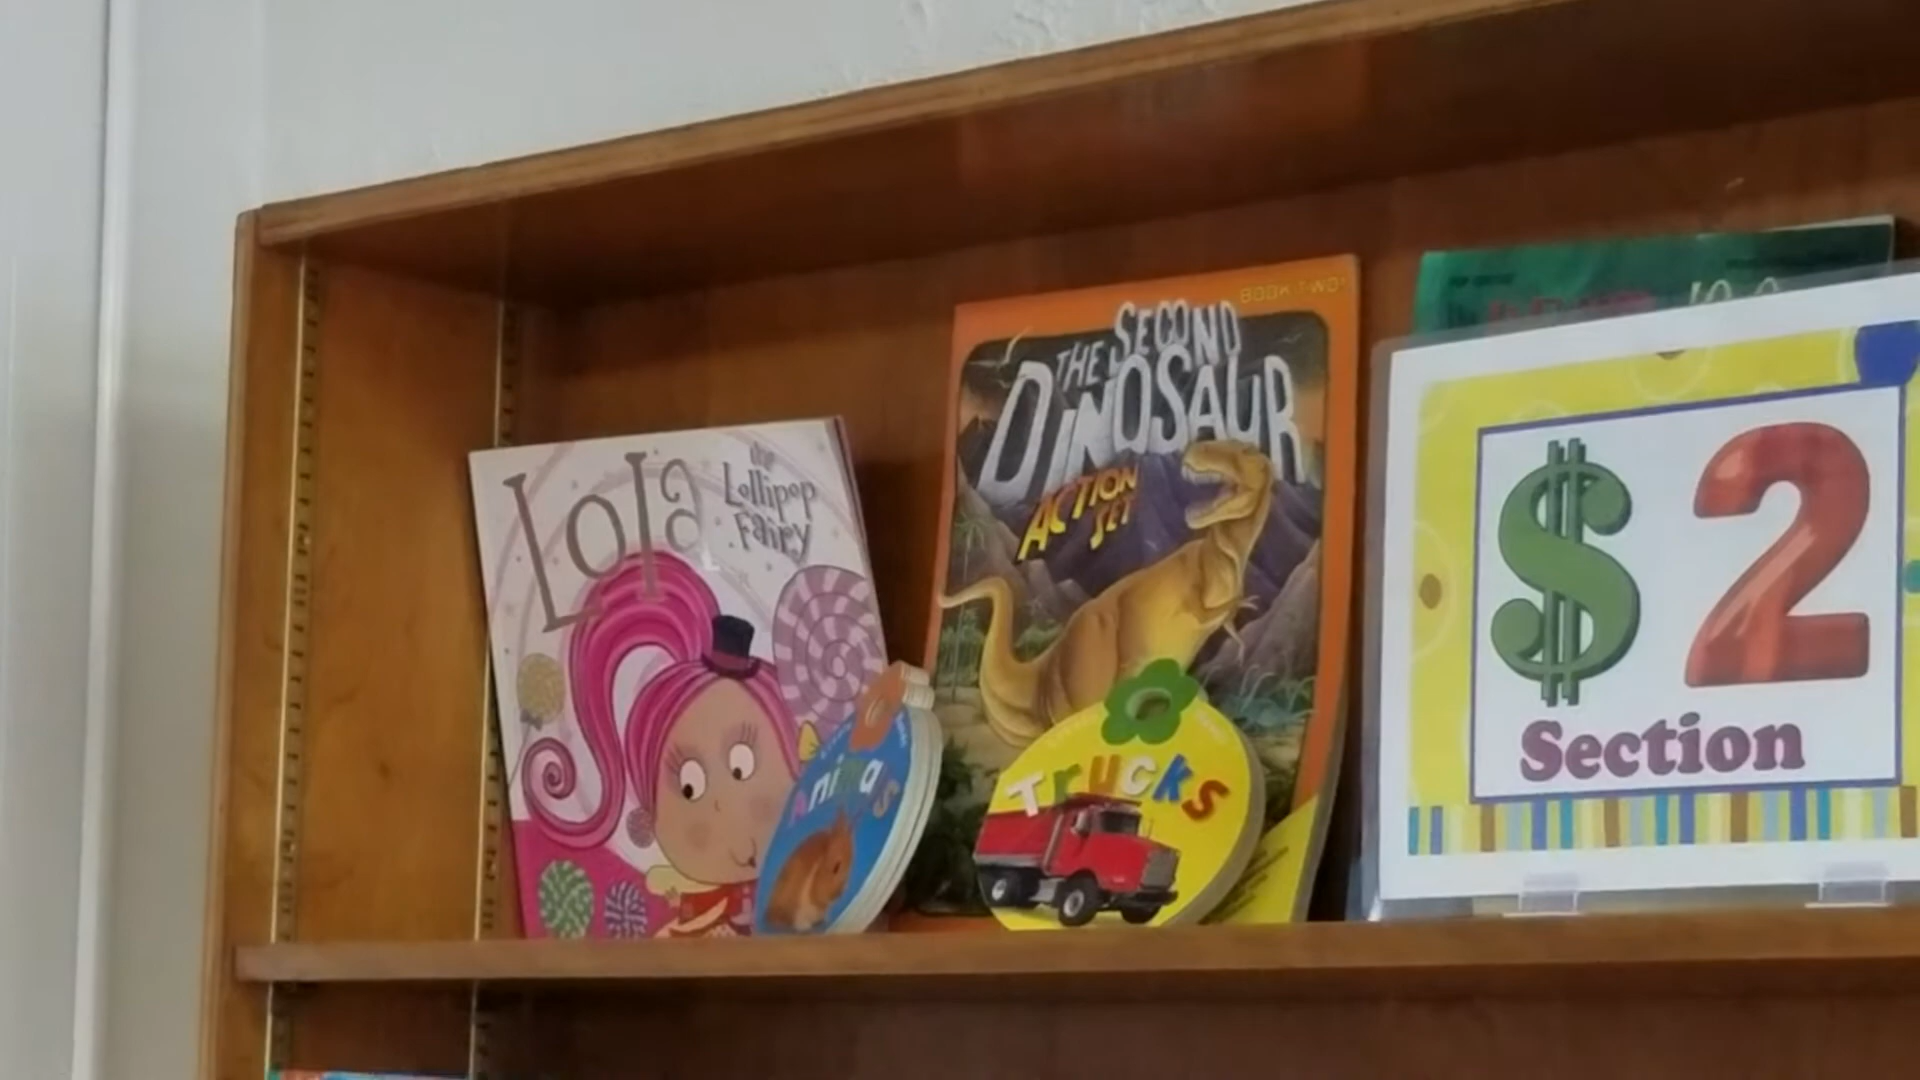 Lola
the
Lollipop
Fairy
Animals
BOOK TWO!
THE SECOND
DINOSAUR
ACTION
SET
TRUCKS
$2
Section